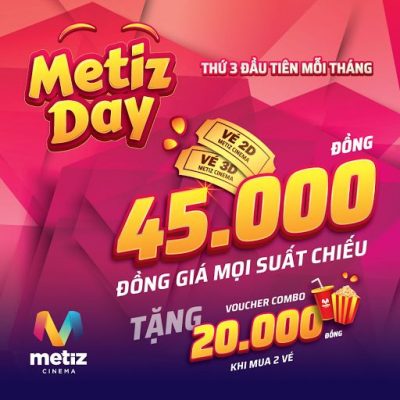 Metiz
Day
THỨ 3 ĐẦU TIÊN MỖI THÁNG
VÉ 2D
METIZ CINEMA
VÉ 3D
METIZ CINEMA
ĐỒNG
45.000
ĐỒNG GIÁ MỌI SUẤT CHIẾU
TẶNG
VOUCHER COMBO
20.000
ĐỒNG
KHI MUA 2 VÉ
metiz
CINEMA